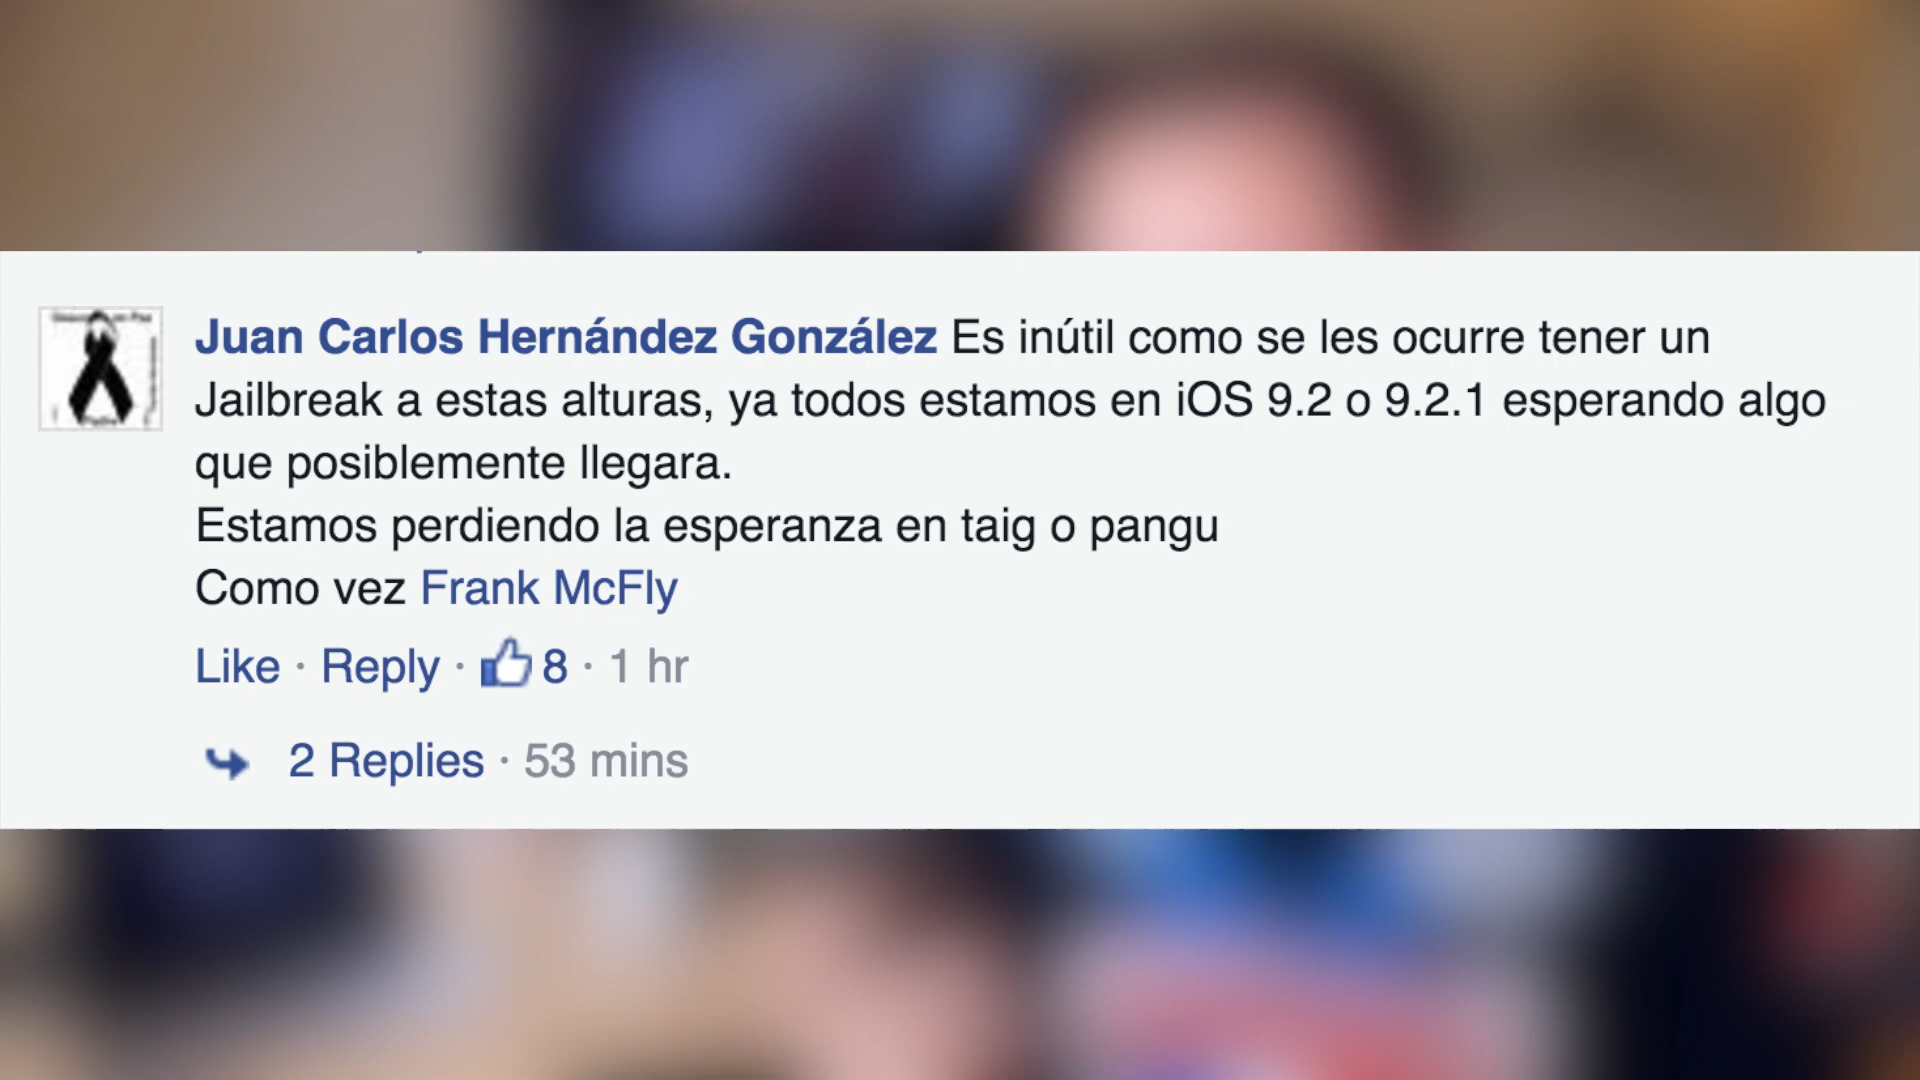 Juan Carlos Hernández González Es inútil como se les ocurre tener un
Jailbreak a estas alturas, ya todos estamos en iOS 9.2 o 9.2.1 esperando algo
que posiblemente llegara.
Estamos perdiendo la esperanza en taig o pangu
Como vez Frank McFly
Like · Reply · 8 · 1 hr
2 Replies · 53 mins